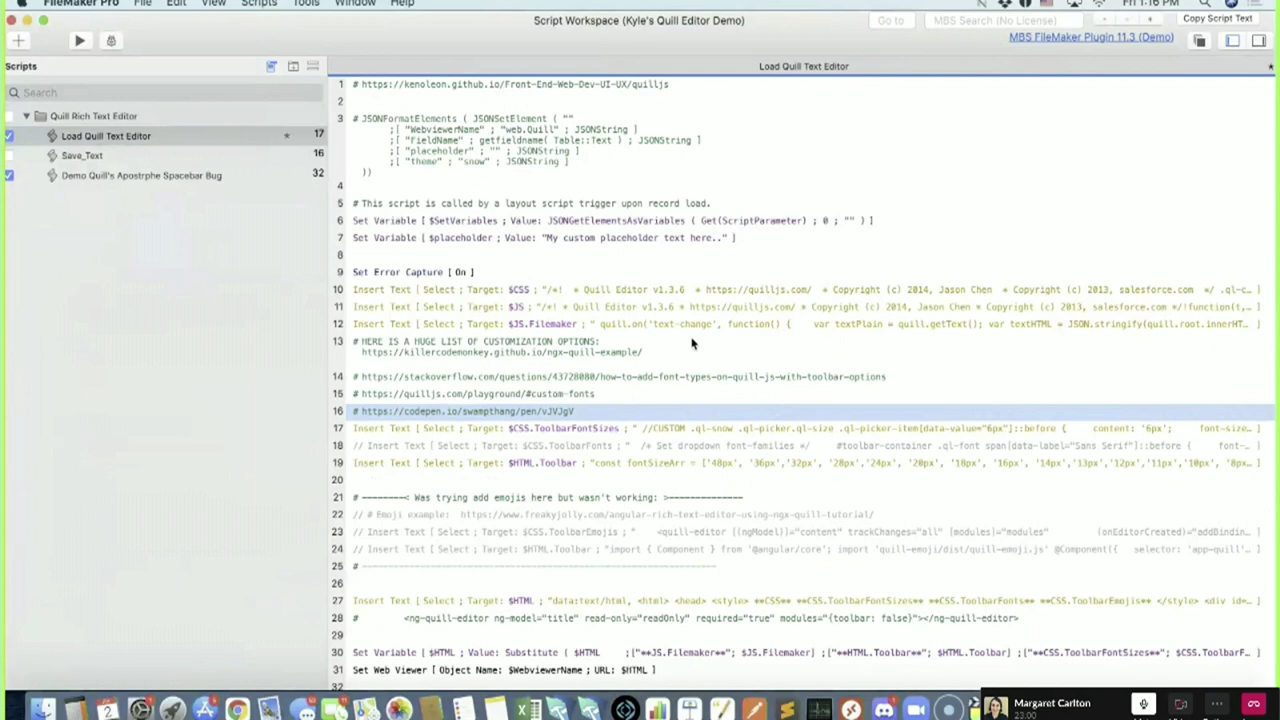 FileMaker Pro File Edit View Scripts Tools Window Help Fri 1:16 PM
Script Workspace (Kyle's Quill Editor Demo)
Go to
MBS Search (No License)
Copy Script Text
MBS FileMaker Plugin 11.3 (Demo)
Scripts
Load Quill Text Editor
Search
Quill Rich Text Editor
Load Quill Text Editor * 17
Save_Text 16
Demo Quill's Apostrphe Spacebar Bug 32
1 # https://kenoleon.github.io/Front-End-Web-Dev-UI-UX/quilljs
2
3 # JSONFormatElements ( JSONSetElement ( ""
;[ "WebviewerName" ; "web.Quill" ; JSONString ]
;[ "FieldName" ; getfieldname( Table::Text ) ; JSONString ]
;[ "placeholder" ; "" ; JSONString ]
;[ "theme" ; "snow" ; JSONString ]
))
4
5 # This script is called by a layout script trigger upon record load.
6 Set Variable [ $SetVariables ; Value: JSONGetElementsAsVariables ( Get(ScriptParameter) ; 0 ; "" ) ]
7 Set Variable [ $placeholder ; Value: "My custom placeholder text here.." ]
8
9 Set Error Capture [ On ]
10 Insert Text [ Select ; Target: $CSS ; "/*! * Quill Editor v1.3.6 * https://quilljs.com/ * Copyright (c) 2014, Jason Chen * Copyright (c) 2013, salesforce.com */ .ql-c… ]
11 Insert Text [ Select ; Target: $JS ; "/*! * Quill Editor v1.3.6 * https://quilljs.com/ * Copyright (c) 2014, Jason Chen * Copyright (c) 2013, salesforce.com */!function(t,… ]
12 Insert Text [ Select ; Target: $JS.Filemaker ; " quill.on('text-change', function() { var textPlain = quill.getText(); var textHTML = JSON.stringify(quill.root.innerHT… ]
13 # HERE IS A HUGE LIST OF CUSTOMIZATION OPTIONS:
https://killercodemonkey.github.io/ngx-quill-example/
14 # https://stackoverflow.com/questions/43728080/how-to-add-font-types-on-quill-js-with-toolbar-options
15 # https://quilljs.com/playground/#custom-fonts
16 # https://codepen.io/swampthang/pen/vJVJgV
17 Insert Text [ Select ; Target: $CSS.ToolbarFontSizes ; " //CUSTOM .ql-snow .ql-picker.ql-size .ql-picker-item[data-value="6px"]::before { content: '6px'; font-size… ]
18 // Insert Text [ Select ; Target: $CSS.ToolbarFonts ; " /* Set dropdown font-families */ #toolbar-container .ql-font span[data-label="Sans Serif"]::before { font-… ]
19 Insert Text [ Select ; Target: $HTML.Toolbar ; "const fontSizeArr = ['48px', '36px','32px', '28px','24px', '20px', '18px', '16px', '14px','13px','12px','11px','10px', '8px… ]
20
21 # --------< Was trying add emojis here but wasn't working: >--------------
22 // # Emoji example: https://www.freakyjolly.com/angular-rich-text-editor-using-ngx-quill-tutorial/
23 // Insert Text [ Select ; Target: $CSS.ToolbarEmojis ; " <quill-editor [(ngModel)]="content" trackChanges="all" [modules]="modules" (onEditorCreated)="addBindin… ]
24 // Insert Text [ Select ; Target: $HTML.Toolbar ; "import { Component } from '@angular/core'; import 'quill-emoji/dist/quill-emoji.js' @Component({ selector: 'app-quill'… ]
25 # ----------------------------------------------------------------------------------
26
27 Insert Text [ Select ; Target: $HTML ; "data:text/html, <html> <head> <style> **CSS** **CSS.ToolbarFontSizes** **CSS.ToolbarFonts** **CSS.ToolbarEmojis** </style> <div id=… ]
28 # <ng-quill-editor ng-model="title" read-only="readOnly" required="true" modules="{toolbar: false}"></ng-quill-editor>
29
30 Set Variable [ $HTML ; Value: Substitute ( $HTML ;["**JS.Filemaker**"; $JS.Filemaker] ;["**HTML.Toolbar**"; $HTML.Toolbar] ;["**CSS.ToolbarFontSizes**"; $CSS.ToolbarF… ]
31 Set Web Viewer [ Object Name: $WebviewerName ; URL: $HTML ]
32
Margaret Carlton
23:00